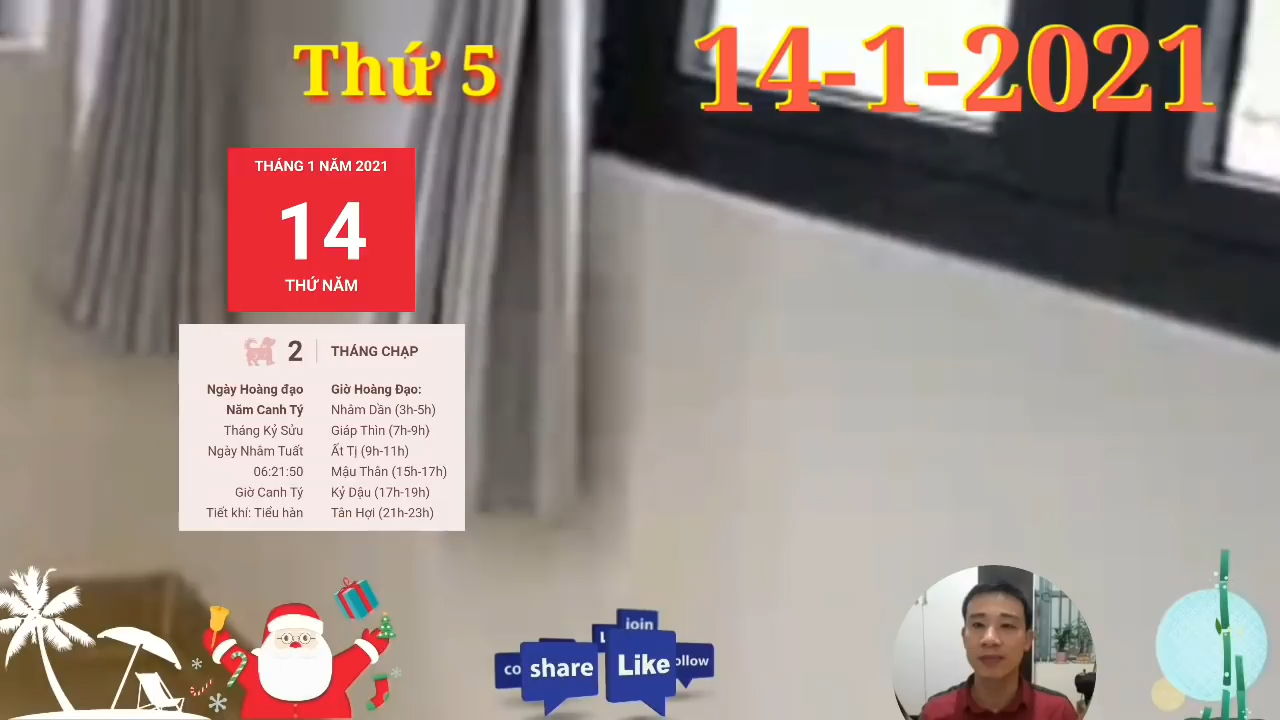 Thứ 5
14-1-2021
THÁNG 1 NĂM 2021
14
THỨ NĂM
2
THÁNG CHẠP
Ngày Hoàng đạo
Năm Canh Tý
Tháng Kỷ Sửu
Ngày Nhâm Tuất
06:21:50
Giờ Canh Tý
Tiết khí: Tiểu hàn
Giờ Hoàng Đạo:
Nhâm Dần (3h-5h)
Giáp Thìn (7h-9h)
Ất Tị (9h-11h)
Mậu Thân (15h-17h)
Kỷ Dậu (17h-19h)
Tân Hợi (21h-23h)
join
share
Like